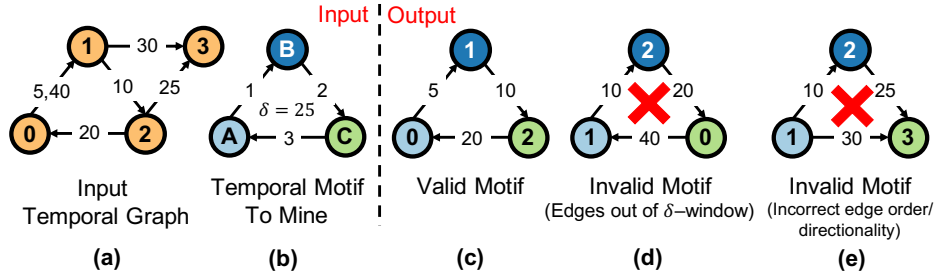 Input
Output
1
30
3
5,40
10
25
0
20
2
B
1
2
δ = 25
A
3
C
1
5
10
0
20
2
2
10
20
1
40
0
2
10
25
1
30
3
Input
Temporal Graph
Temporal Motif
To Mine
Valid Motif
Invalid Motif
(Edges out of δ–window)
Invalid Motif
(Incorrect edge order/
directionality)
(a)
(b)
(c)
(d)
(e)